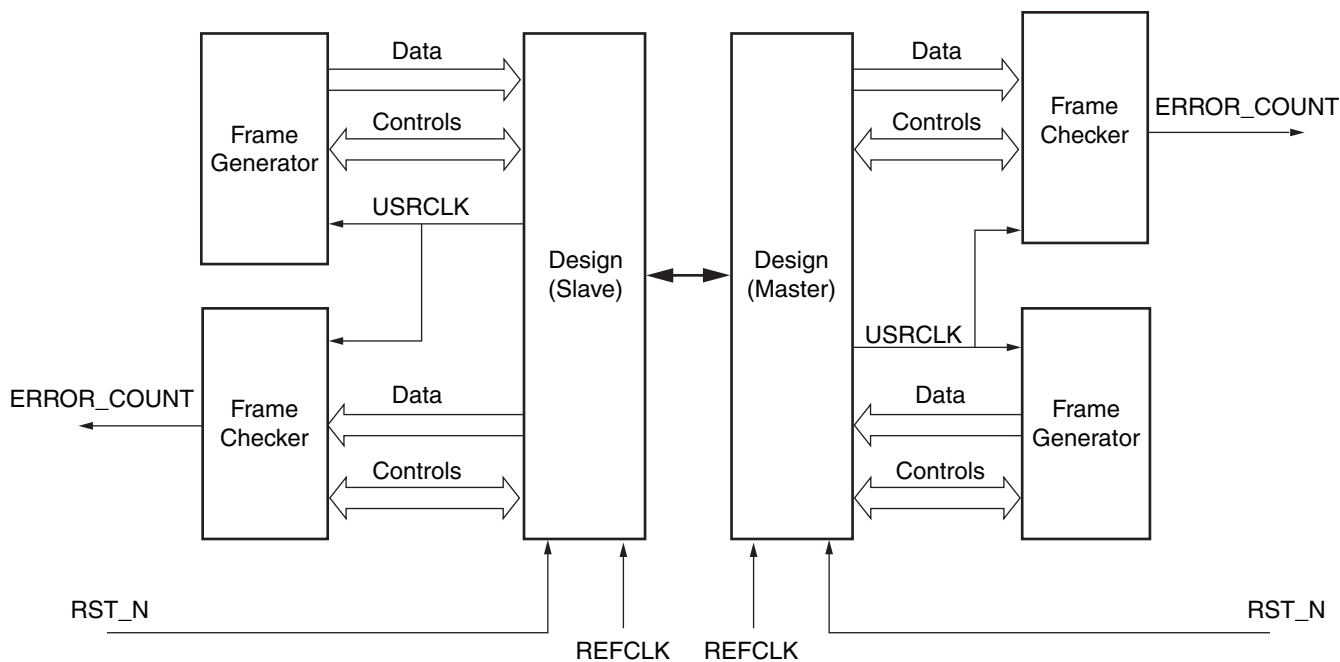 Data
Controls
Frame
Generator
USRCLK
Design
(Slave)
ERROR_COUNT
Frame
Checker
Data
Controls
RST_N
REFCLK
Data
Controls
Frame
Checker
ERROR_COUNT
Design
(Master)
USRCLK
Data
Controls
Frame
Generator
REFCLK
RST_N